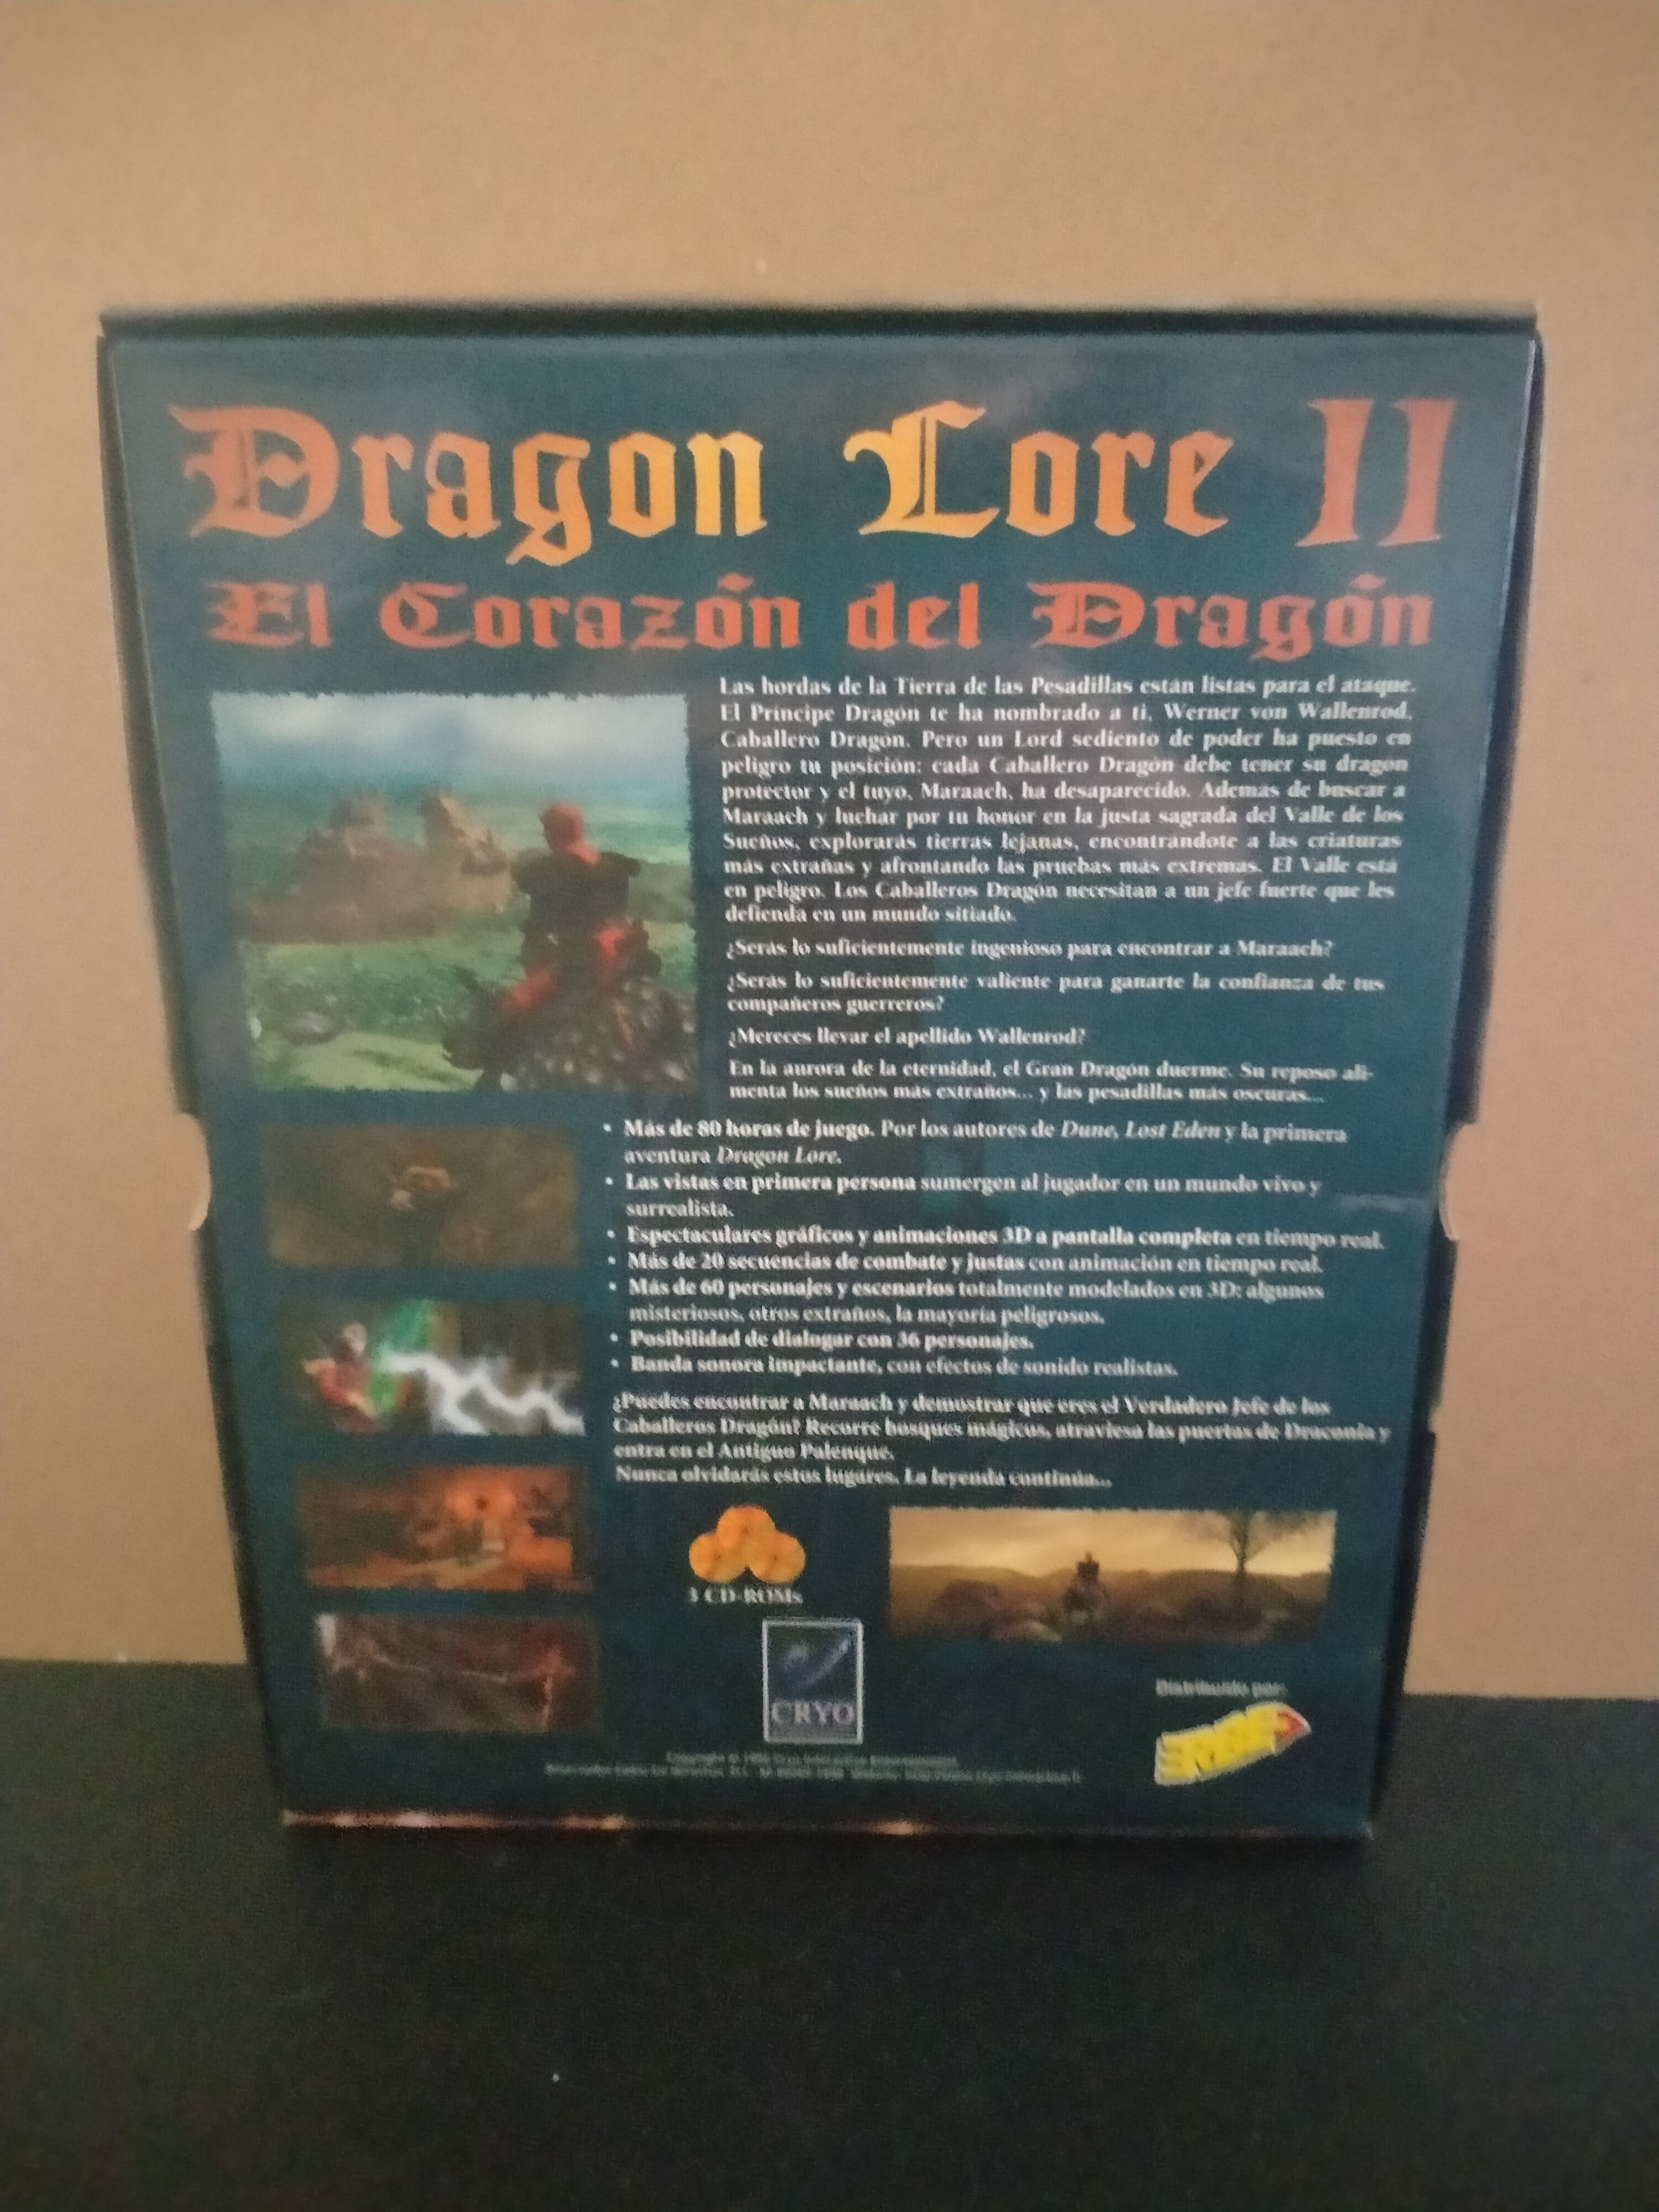 Dragon Lore II
El Corazón del Dragón
Las hordas de la Tierra de las Pesadillas están listas para el ataque.
El Príncipe Dragón te ha nombrado a ti, Werner von Wallenrod,
Caballero Dragón. Pero un Lord sediento de poder ha puesto en
peligro tu posición: cada Caballero Dragón debe tener su dragón
protector y el tuyo, Maraach, ha desaparecido. Además de buscar a
Maraach y luchar por tu honor en la justa sagrada del Valle de los
Sueños, explorarás tierras lejanas, encontrándote a las criaturas
más extrañas y afrontando las pruebas más extremas. El Valle está
en peligro. Los Caballeros Dragón necesitan a un jefe fuerte que les
defienda en un mundo sitiado.
¿Serás lo suficientemente ingenioso para encontrar a Maraach?
¿Serás lo suficientemente valiente para ganarte la confianza de tus
compañeros guerreros?
¿Mereces llevar el apellido Wallenrod?
En la aurora de la eternidad, el Gran Dragón duerme. Su reposo ali-
menta los sueños más extraños... y las pesadillas más oscuras...
• Más de 80 horas de juego. Por los autores de Dune, Lost Eden y la primera
aventura Dragon Lore.
• Las vistas en primera persona sumergen al jugador en un mundo vivo y
surrealista.
• Espectaculares gráficos y animaciones 3D a pantalla completa en tiempo real.
• Más de 20 secuencias de combate y justas con animación en tiempo real.
• Más de 60 personajes y escenarios totalmente modelados en 3D: algunos
misteriosos, otros extraños, la mayoría peligrosos.
• Posibilidad de dialogar con 36 personajes.
• Banda sonora impactante, con efectos de sonido realistas.
¿Puedes encontrar a Maraach y demostrar que eres el Verdadero Jefe de los
Caballeros Dragón? Recorre bosques mágicos, atraviesa las puertas de Draconia y
entra en el Antiguo Palenque.
Nunca olvidarás estos lugares. La leyenda continúa...
3 CD-ROMs
CRYO
Distribuido por:
ERBE
Copyright © Cryo Interactive Entertainment